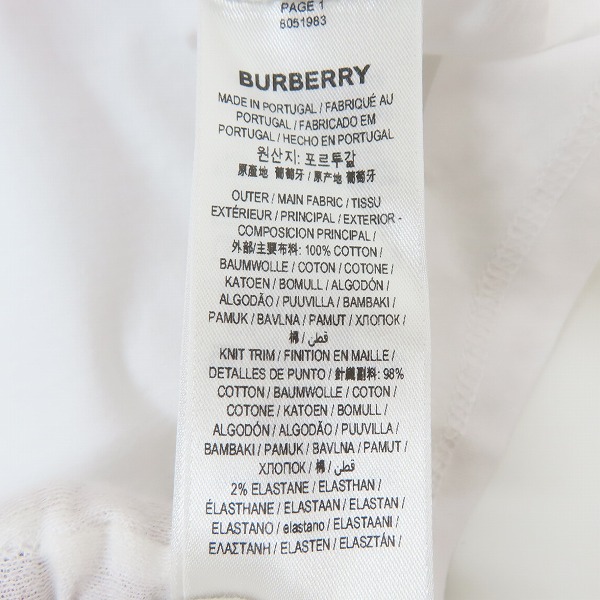 PAGE 1
8051983
BURBERRY
MADE IN PORTUGAL / FABRIQUÉ AU
PORTUGAL / FABRICADO EM
PORTUGAL / HECHO EN PORTUGAL
원산지: 포르투갈
原產地 葡萄牙 / 原产地 葡萄牙
OUTER / MAIN FABRIC / TISSU
EXTÉRIEUR / PRINCIPAL / EXTERIOR -
COMPOSICION PRINCIPAL /
外部/主要布料: 100% COTTON /
BAUMWOLLE / COTON / COTONE /
KATOEN / BOMULL / ALGODÓN /
ALGODÃO / PUUVILLA / BAMBAKI /
PAMUK / BAVLNA / PAMUT / ХЛОПОК /
棉 / قطن /
KNIT TRIM / FINITION EN MAILLE /
DETALLES DE PUNTO / 針織副料: 98%
COTTON / BAUMWOLLE / COTON /
COTONE / KATOEN / BOMULL /
ALGODÓN / ALGODÃO / PUUVILLA /
BAMBAKI / PAMUK / BAVLNA / PAMUT /
ХЛОПОК / 棉 / قطن /
2% ELASTANE / ELASTHAN /
ÉLASTHANE / ELASTAAN / ELASTAN /
ELASTANO / elastano / ELASTAANI /
ΕΛΑΣΤΑΝΗ / ELASTEN / ELASZTÁN /